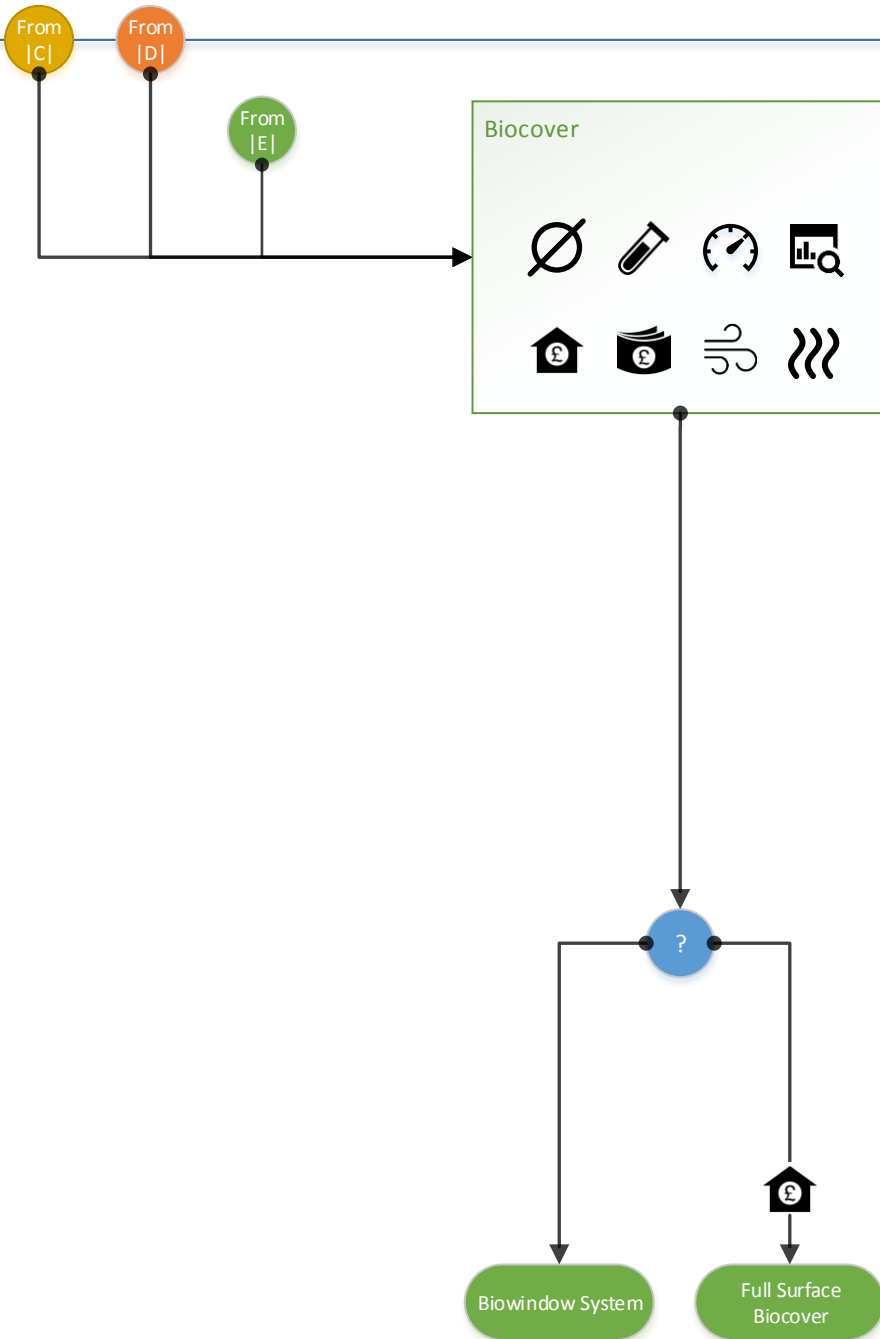 From
|C|
From
|D|
From
|E|
Biocover
£
£
?
£
Biowindow System
Full Surface
Biocover